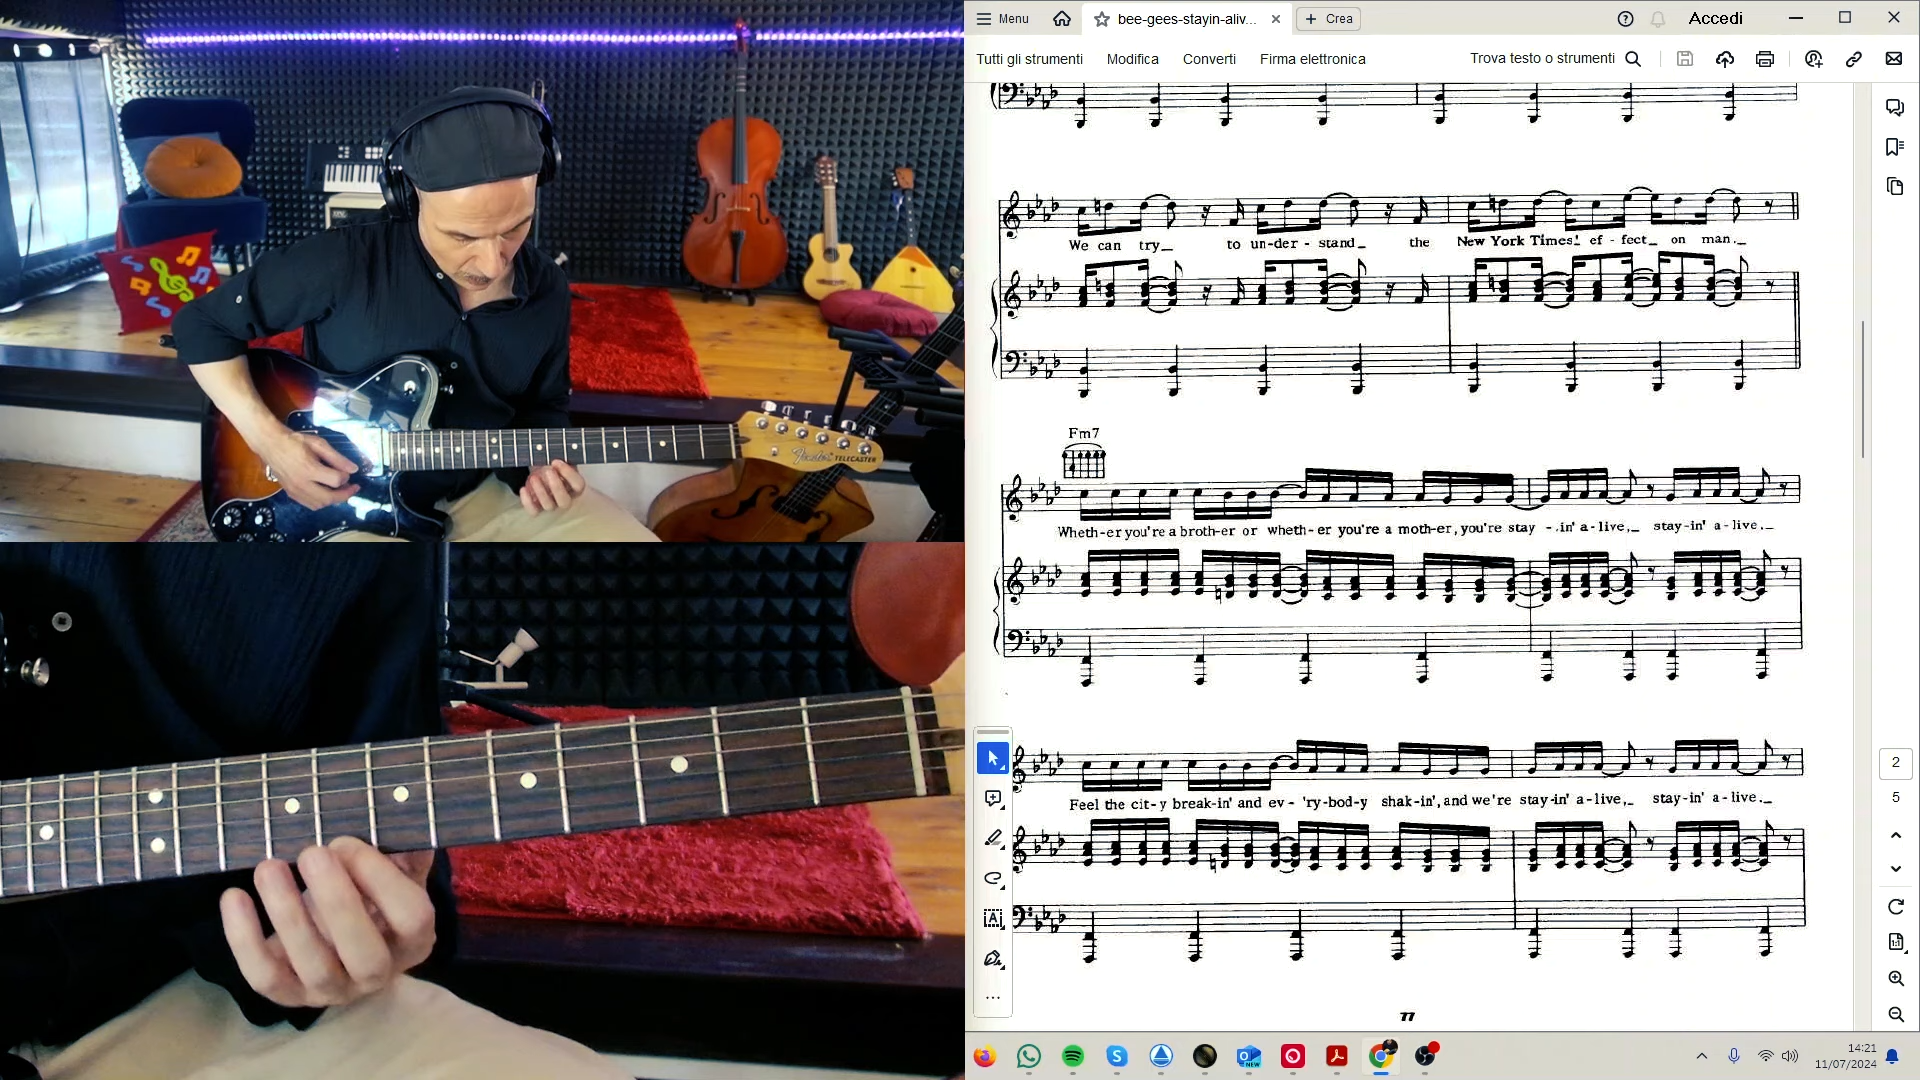 Menu
bee-gees-stayin-aliv...
Crea
Accedi
Tutti gli strumenti
Modifica
Converti
Firma elettronica
Trova testo o strumenti
We can try_ to un-der-stand_ the New York Times' ef-fect_ on man._
Fm7
Wheth-er you're a broth-er or wheth-er you're a moth-er, you're stay-in' a-live,_ stay-in' a-live._
Feel the cit-y break-in' and ev-'ry-bod-y shak-in', and we're stay-in' a-live,_ stay-in' a-live._
77
2
5
Fender TELECASTER
14:21
11/07/2024